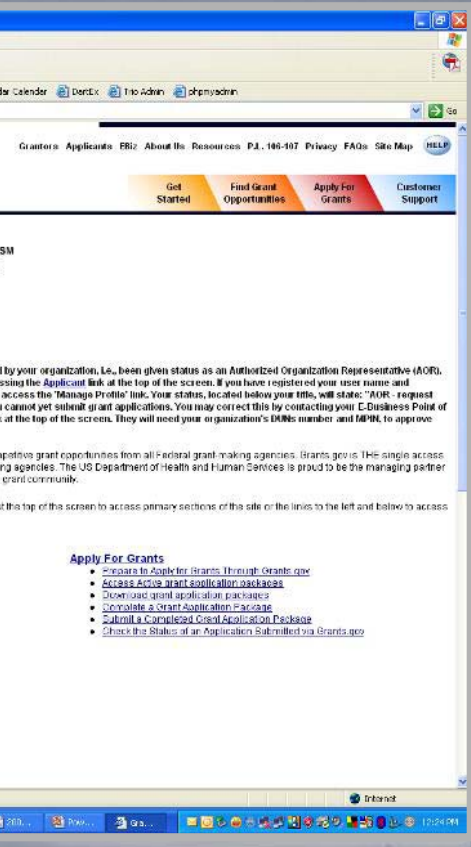 dar Calendar DartEx Trio Admin phpmyadmin
Go
Grantors Applicants EBiz About Us Resources P.L. 106-107 Privacy FAQs Site Map HELP
Get Started Find Grant Opportunities Apply For Grants Customer Support
SM
d by your organization, i.e., been given status as an Authorized Organization Representative (AOR),
ssing the Applicant link at the top of the screen. If you have registered your user name and
access the 'Manage Profile' link. Your status, located below your title, will state: "AOR - request
u cannot yet submit grant applications. You may correct this by contacting your E-Business Point of
at the top of the screen. They will need your organization's DUNs number and MPIN, to approve
petitive grant opportunities from all Federal grant-making agencies. Grants.gov is THE single access
ng agencies. The US Department of Health and Human Services is proud to be the managing partner
grant community.
t the top of the screen to access primary sections of the site or the links to the left and below to access
Apply For Grants
Prepare to Apply for Grants Through Grants.gov
Access Active grant application packages
Download grant application packages
Complete a Grant Application Package
Submit a Completed Grant Application Package
Check the Status of an Application Submitted via Grants.gov
Internet
Pow... Gra... 12:24 PM